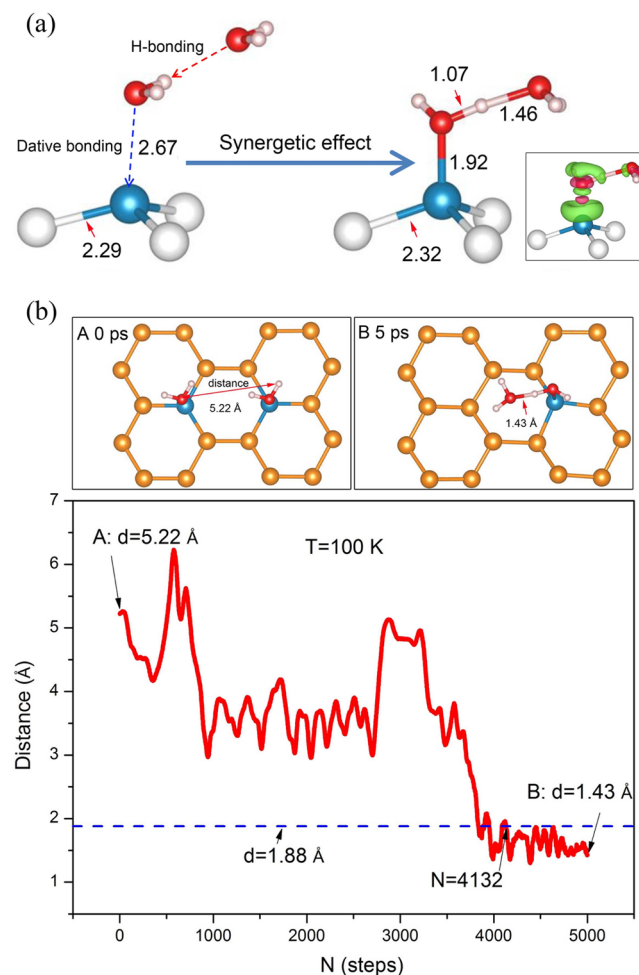 (a)
H-bonding
Dative bonding
2.67
2.29
Synergetic effect
1.07
1.46
1.92
2.32
(b)
A 0 ps
distance
5.22 Å
B 5 ps
1.43 Å
7
6
5
4
3
2
1
Distance (Å)
A: d=5.22 Å
T=100 K
B: d=1.43 Å
d=1.88 Å
N=4132
0
1000
2000
3000
4000
5000
N (steps)